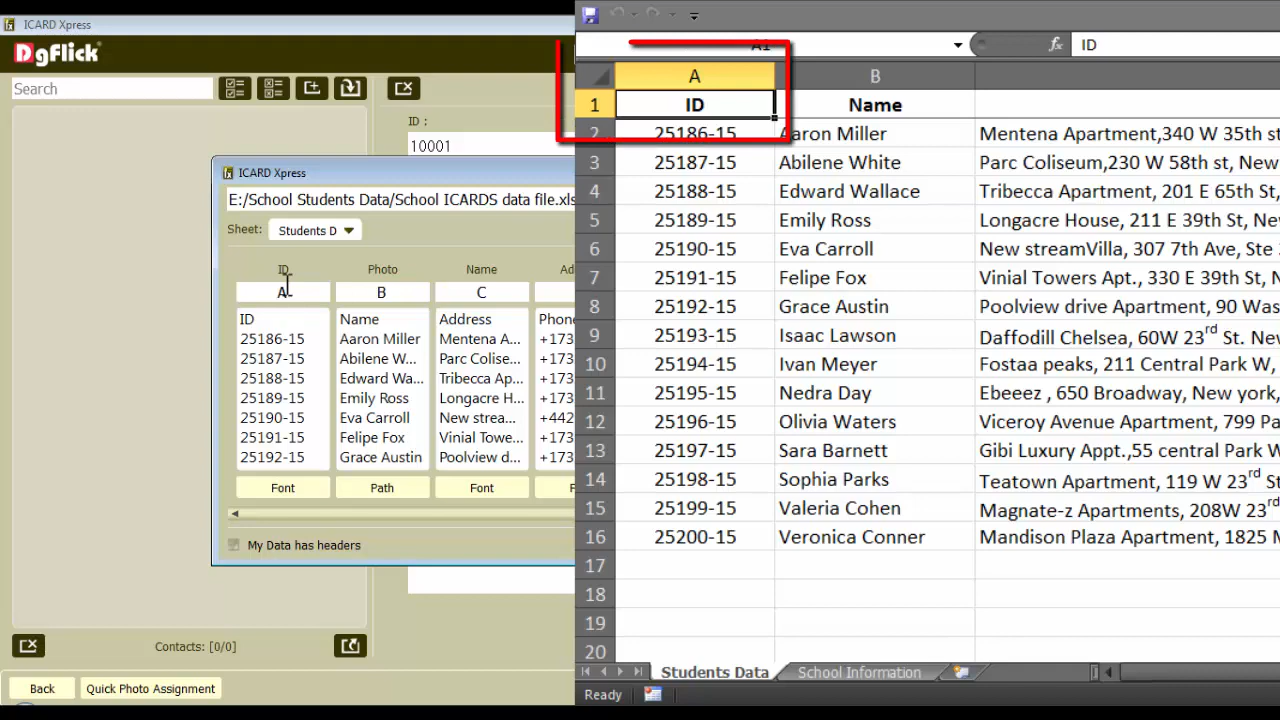 ICARD Xpress
DgFlick
Search
ID :
10001
ICARD Xpress
E:/School Students Data/School ICARDS data file.xls
Sheet: Students D
ID Photo Name
A B C
ID Name Address Phone
25186-15 Aaron Miller Mentena A... +173
25187-15 Abilene W... Parc Colise... +173
25188-15 Edward Wa... Tribecca Ap... +173
25189-15 Emily Ross Longacre H... +173
25190-15 Eva Carroll New strea... +442
25191-15 Felipe Fox Vinial Towe... +173
25192-15 Grace Austin Poolview d... +173
Font Path Font
My Data has headers
Contacts: [0/0]
Back Quick Photo Assignment
A1 fx ID
A B
1 ID Name
2 25186-15 Aaron Miller Mentena Apartment,340 W 35th st
3 25187-15 Abilene White Parc Coliseum,230 W 58th st, New
4 25188-15 Edward Wallace Tribecca Apartment, 201 E 65th St,
5 25189-15 Emily Ross Longacre House, 211 E 39th St, Ne
6 25190-15 Eva Carroll New streamVilla, 307 7th Ave, Ste
7 25191-15 Felipe Fox Vinial Towers Apt., 330 E 39th St, N
8 25192-15 Grace Austin Poolview drive Apartment, 90 Was
9 25193-15 Isaac Lawson Daffodill Chelsea, 60W 23rd St. New
10 25194-15 Ivan Meyer Fostaa peaks, 211 Central Park W,
11 25195-15 Nedra Day Ebeeez , 650 Broadway, New york,
12 25196-15 Olivia Waters Viceroy Avenue Apartment, 799 Pa
13 25197-15 Sara Barnett Gibi Luxury Appt.,55 central Park W
14 25198-15 Sophia Parks Teatown Apartment, 119 W 23rd St
15 25199-15 Valeria Cohen Magnate-z Apartments, 208W 23rd
16 25200-15 Veronica Conner Mandison Plaza Apartment, 1825 M
17
18
19
20
Students Data School Information
Ready